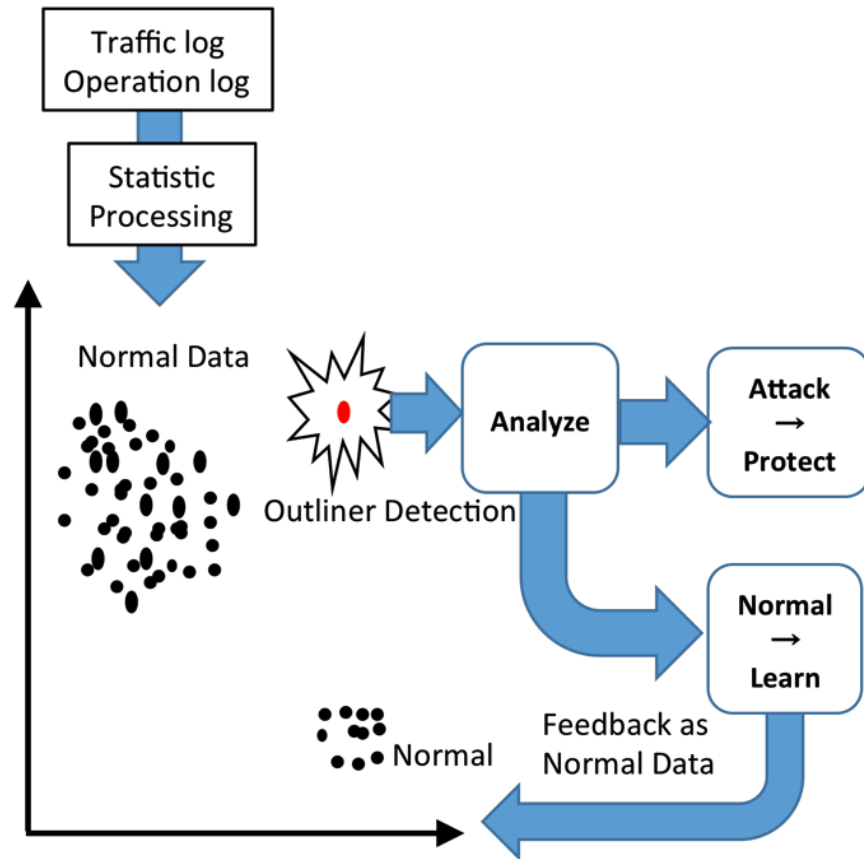 Traffic log
Operation log
Statistic
Processing
Normal Data
Outliner Detection
Analyze
Attack
→
Protect
Normal
→
Learn
Feedback as
Normal Data
Normal